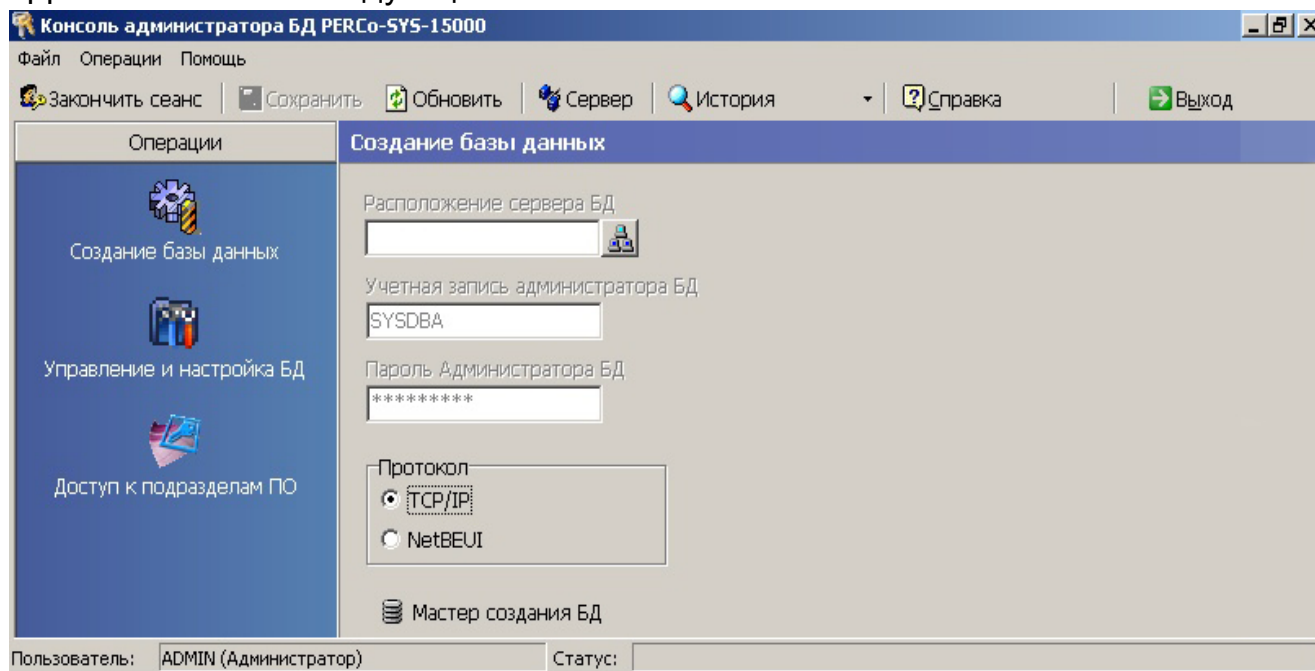 Консоль администратора БД PERCo-SYS-15000
Файл Операции Помощь
Закончить сеанс Сохранить Обновить Сервер История Справка Выход
Операции
Создание базы данных
Создание базы данных
Управление и настройка БД
Доступ к подразделам ПО
Расположение сервера БД
Учетная запись администратора БД
SYSDBA
Пароль Администратора БД
*********
Протокол
TCP/IP
NetBEUI
Мастер создания БД
Пользователь: ADMIN (Администратор) Статус: